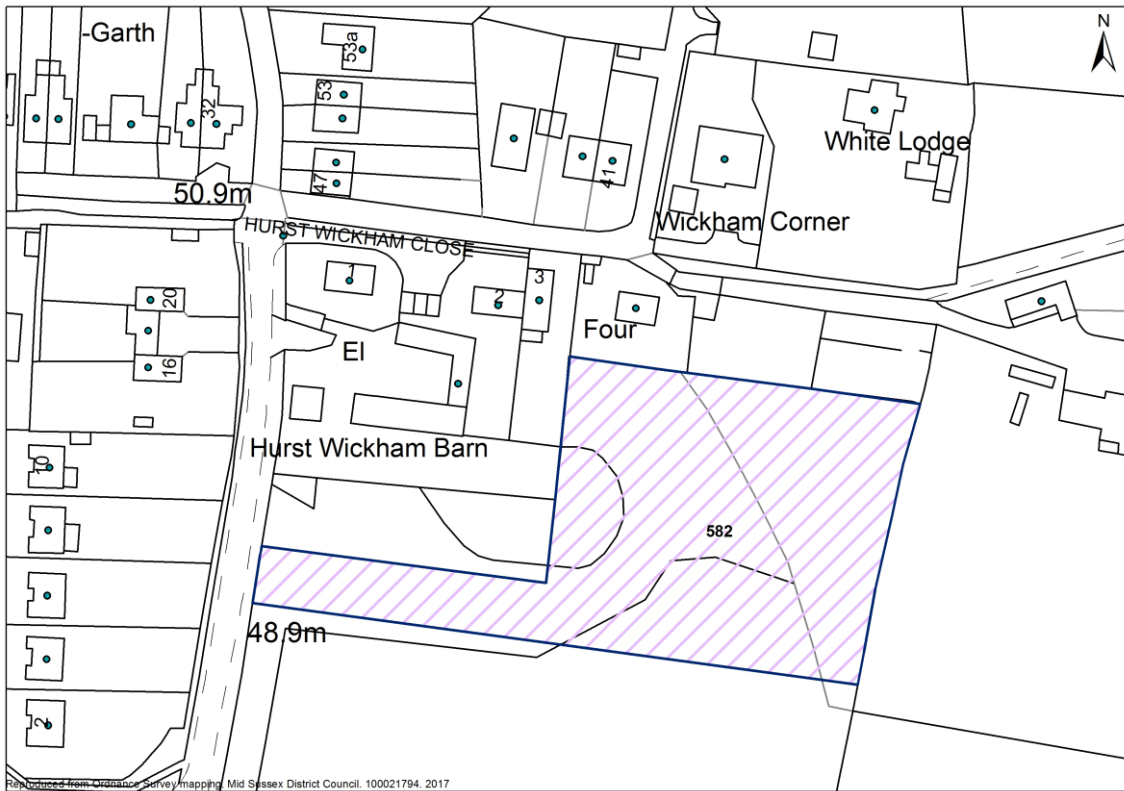 N
-Garth
53a
53
32
White Lodge
41
47
50.9m
Wickham Corner
HURST WICKHAM CLOSE
1
2
3
20
Four
El
16
Hurst Wickham Barn
10
582
48.9m
2
Reproduced from Ordnance Survey mapping. Mid Sussex District Council. 100021794. 2017